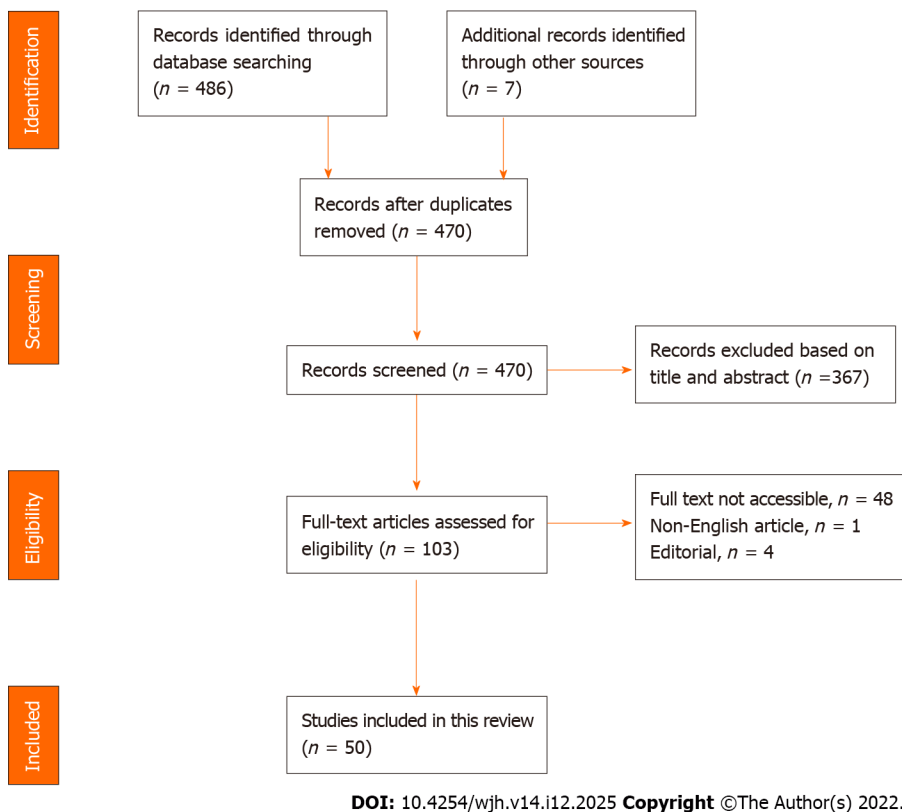 Identification
Records identified through
database searching
(n = 486)
Additional records identified
through other sources
(n = 7)
Records after duplicates
removed (n = 470)
Screening
Records screened (n = 470)
Records excluded based on
title and abstract (n =367)
Eligibility
Full-text articles assessed for
eligibility (n = 103)
Full text not accessible, n = 48
Non-English article, n = 1
Editorial, n = 4
Included
Studies included in this review
(n = 50)
DOI: 10.4254/wjh.v14.i12.2025 Copyright ©The Author(s) 2022.